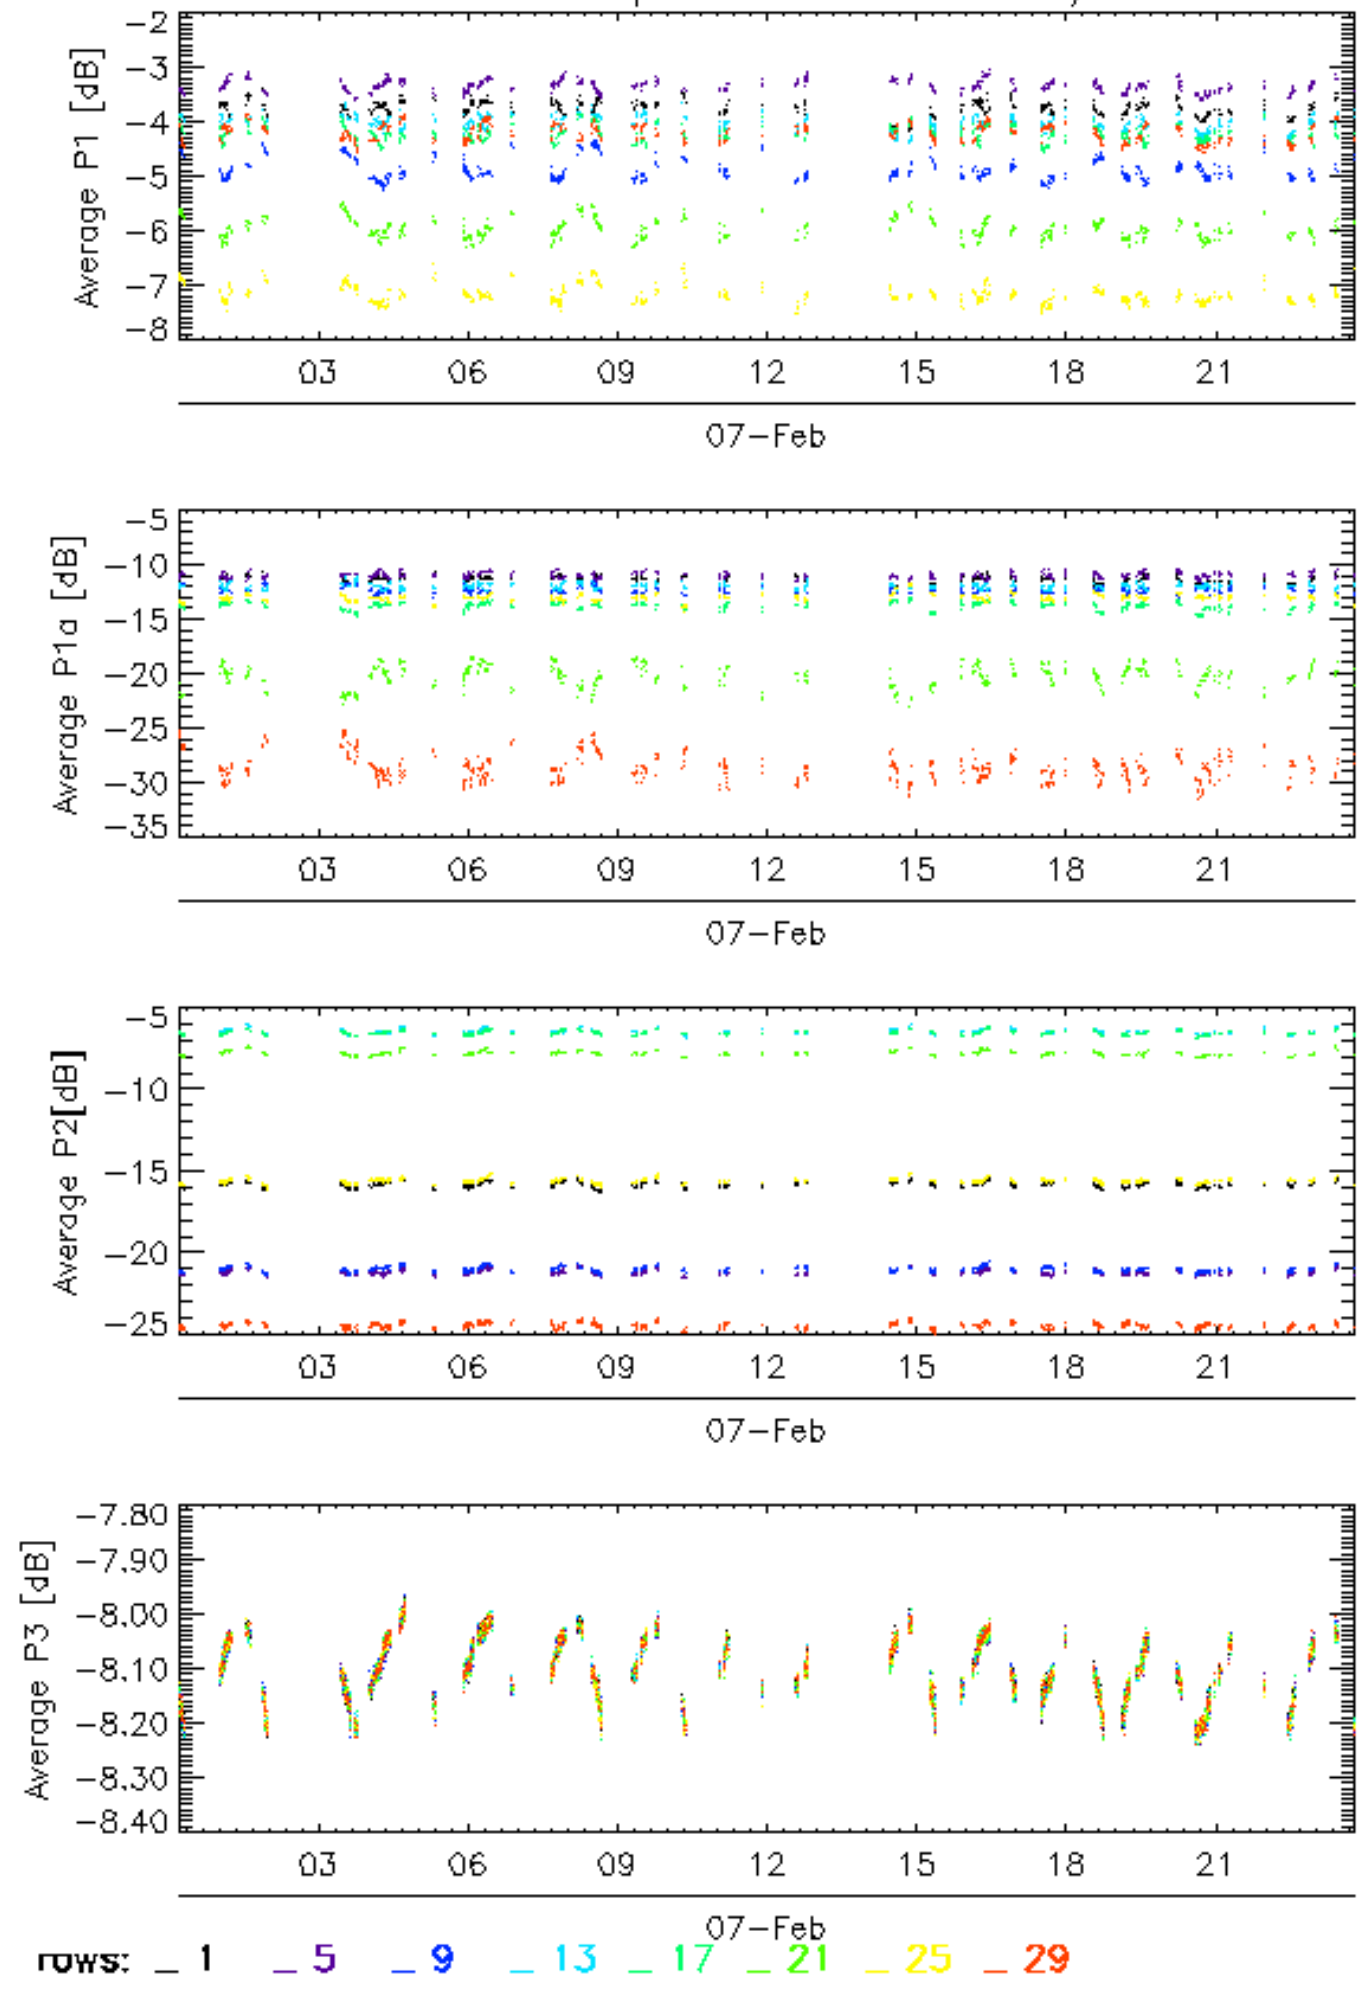 Average P1 [dB]
-2
-3
-4
-5
-6
-7
-8
03 06 09 12 15 18 21
07-Feb
Average P1a [dB]
-5
-10
-15
-20
-25
-30
-35
03 06 09 12 15 18 21
07-Feb
Average P2[dB]
-5
-10
-15
-20
-25
03 06 09 12 15 18 21
07-Feb
Average P3 [dB]
-7.80
-7.90
-8.00
-8.10
-8.20
-8.30
-8.40
03 06 09 12 15 18 21
07-Feb
rows: _ 1 _ 5 _ 9 _ 13 _ 17 _ 21 _ 25 _ 29